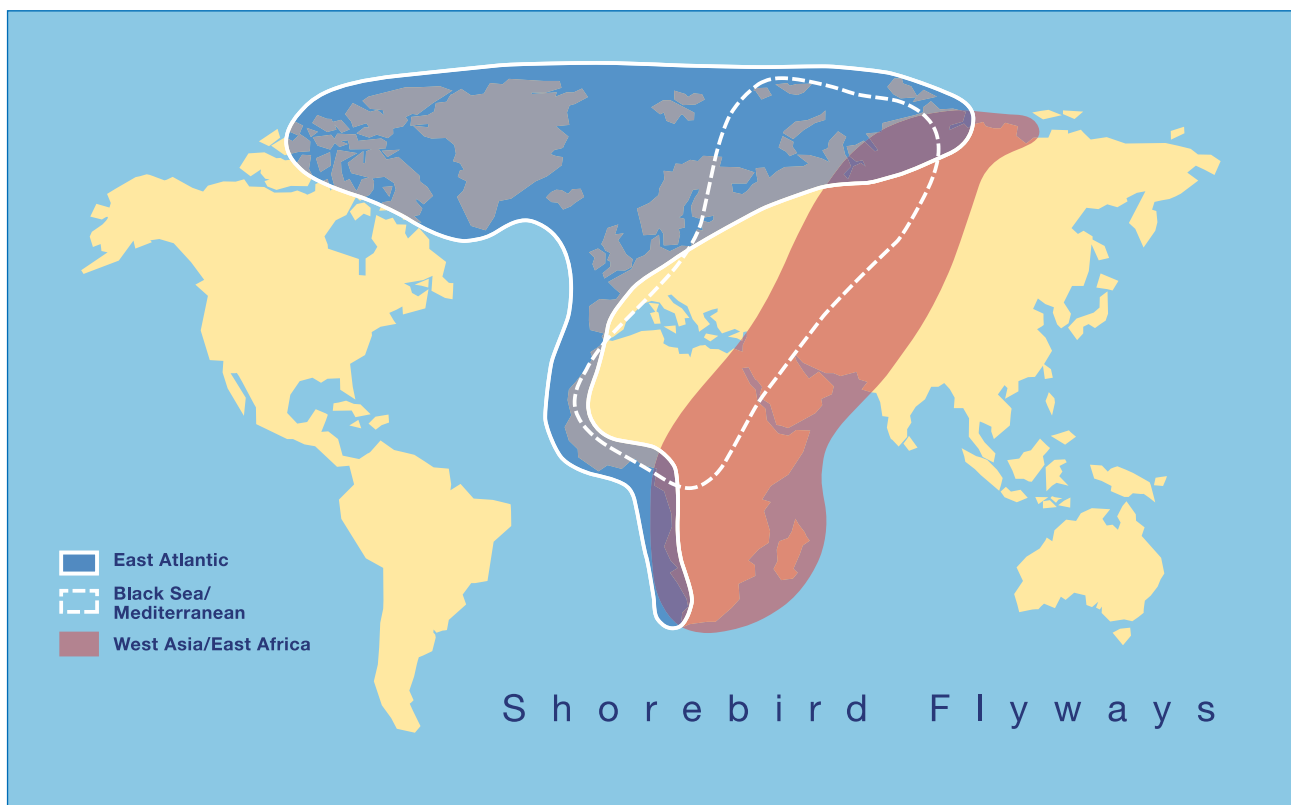 East Atlantic
Black Sea/
Mediterranean
West Asia/East Africa
Shorebird Flyways